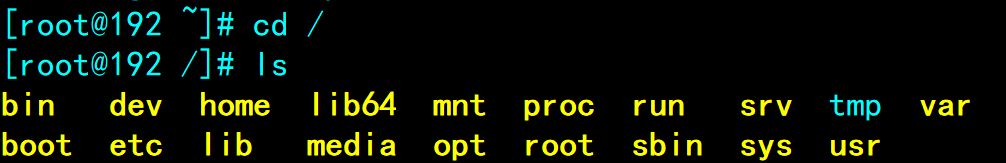 [root@192 ~]# cd /
[root@192 /]# ls
bin dev home lib64 mnt proc run srv tmp var
boot etc lib media opt root sbin sys usr